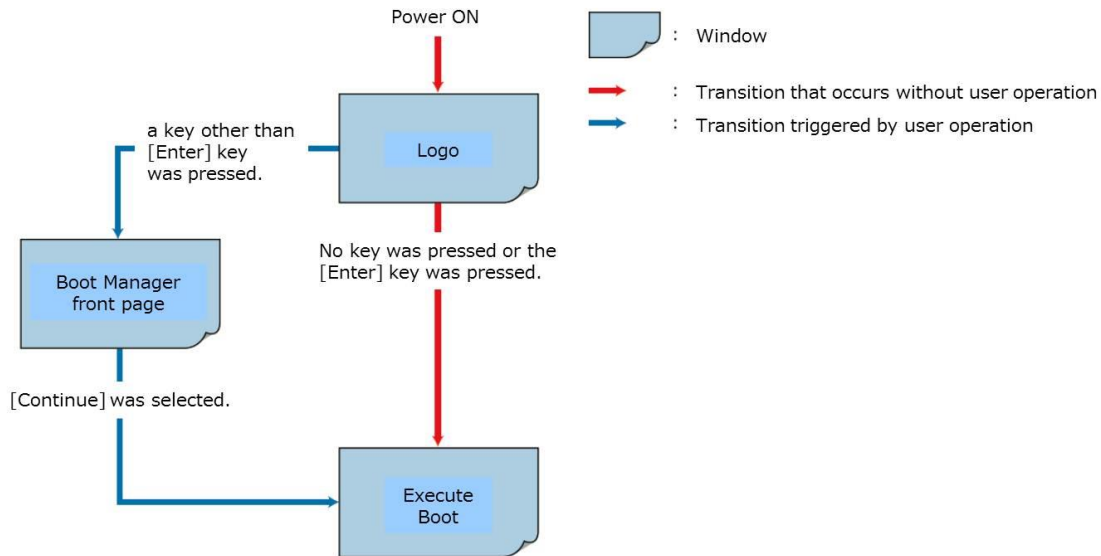 Power ON
: Window
: Transition that occurs without user operation
: Transition triggered by user operation
a key other than
[Enter] key
was pressed.
Logo
No key was pressed or the
[Enter] key was pressed.
Boot Manager
front page
[Continue] was selected.
Execute
Boot